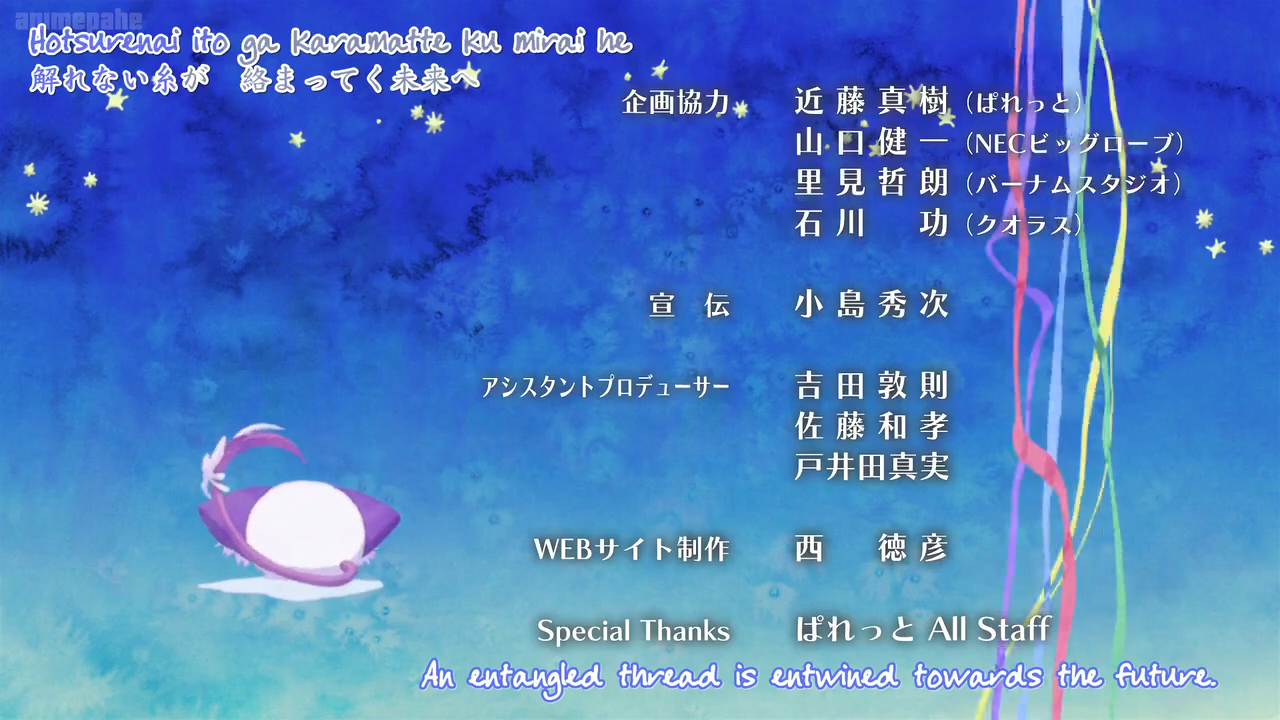 animepahe
Hotsurenai ito ga karamatte ku mirai he
解れない糸が 絡まってく未来へ
企画協力 近藤真樹（ぱれっと）
山口健一（NECビッグローブ）
里見哲朗（バーナムスタジオ）
石川 功（クオラス）
宣 伝 小島秀次
アシスタントプロデューサー 吉田敦則
佐藤和孝
戸井田真実
WEBサイト制作 西 徳彦
Special Thanks ぱれっと All Staff
An entangled thread is entwined towards the future.